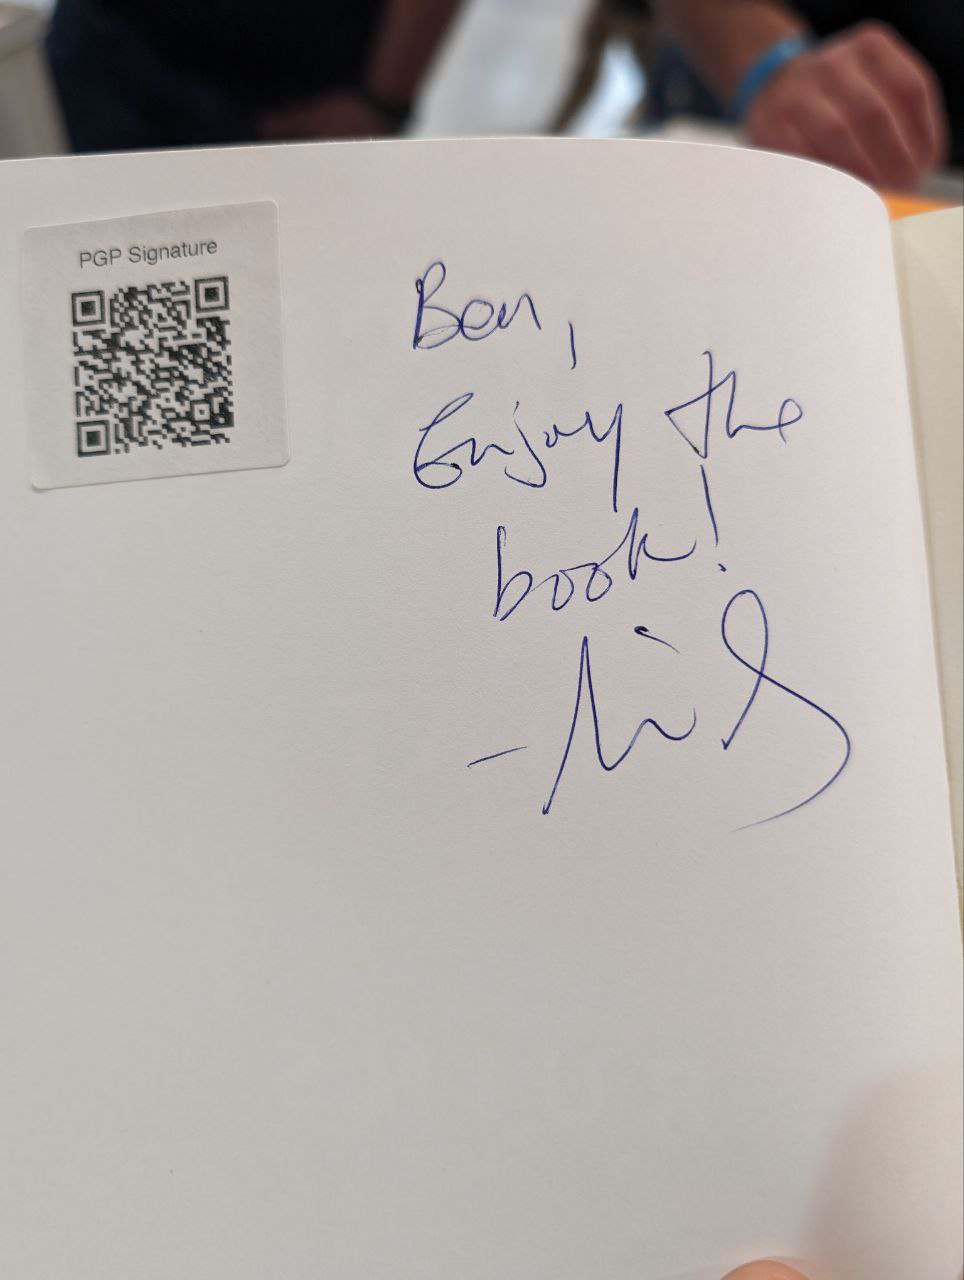 PGP Signature
Ben,
Enjoy the
book!